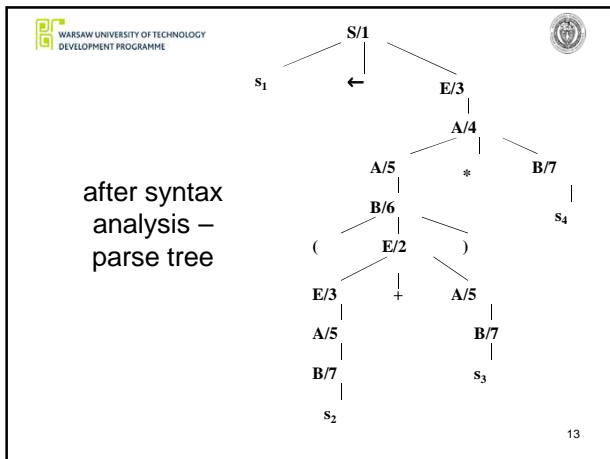 WARSAW UNIVERSITY OF TECHNOLOGY
DEVELOPMENT PROGRAMME
S/1
s₁ ← E/3
A/4
A/5 * B/7
after syntax
analysis –
parse tree
B/6 s₄
( E/2 )
E/3 + A/5
A/5 B/7
B/7 s₃
s₂
13